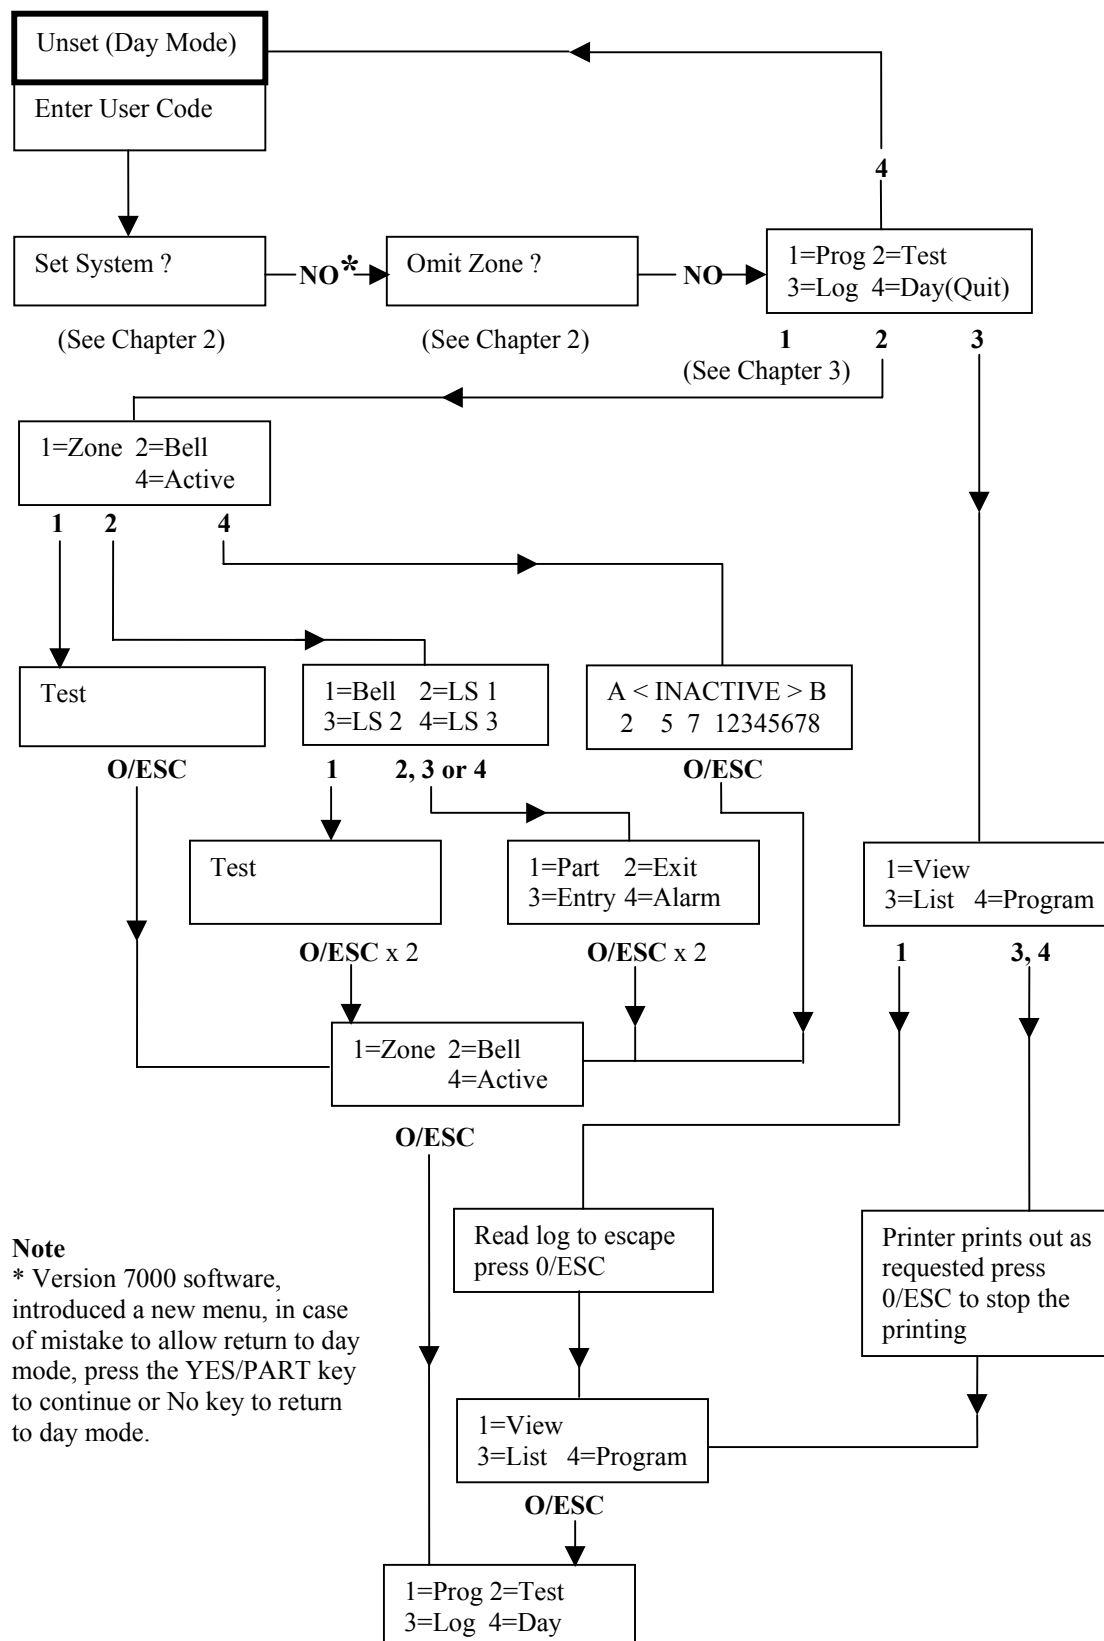 Unset (Day Mode)
Enter User Code
4
Set System ?
NO*
Omit Zone ?
NO
1=Prog 2=Test
3=Log 4=Day(Quit)
(See Chapter 2)
(See Chapter 2)
1 2 3
(See Chapter 3)
1=Zone 2=Bell
4=Active
1 2 4
Test
1=Bell 2=LS 1
3=LS 2 4=LS 3
A < INACTIVE > B
2 5 7 12345678
O/ESC
1 2, 3 or 4
O/ESC
Test
1=Part 2=Exit
3=Entry 4=Alarm
1=View
3=List 4=Program
O/ESC x 2
O/ESC x 2
1 3, 4
1=Zone 2=Bell
4=Active
O/ESC
Read log to escape
press 0/ESC
Printer prints out as
requested press
0/ESC to stop the
printing
Note
* Version 7000 software,
introduced a new menu, in case
of mistake to allow return to day
mode, press the YES/PART key
to continue or No key to return
to day mode.
1=View
3=List 4=Program
O/ESC
1=Prog 2=Test
3=Log 4=Day